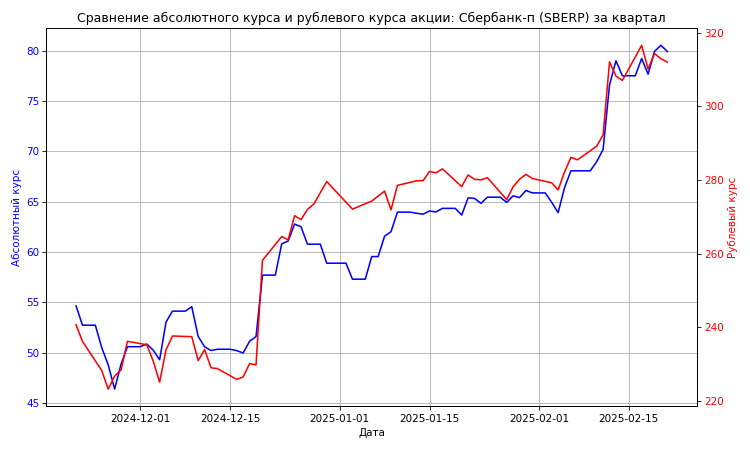 Сравнение абсолютного курса и рублевого курса акции: Сбербанк-п (SBERP) за квартал
80
75
70
65
60
55
50
45
Абсолютный курс
320
300
280
260
240
220
Рублевый курс
2024-12-01 2024-12-15 2025-01-01 2025-01-15 2025-02-01 2025-02-15
Дата